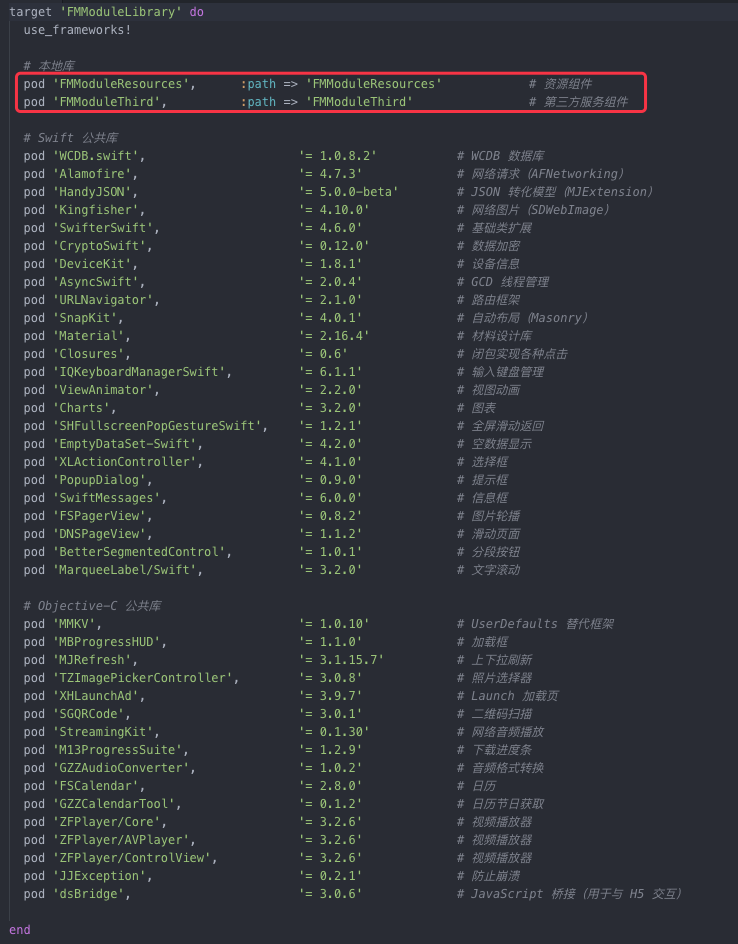 target 'FMModuleLibrary' do
use_frameworks!
# 本地库
pod 'FMModuleResources', :path => 'FMModuleResources' # 资源组件
pod 'FMModuleThird', :path => 'FMModuleThird' # 第三方服务组件
# Swift 公共库
pod 'WCDB.swift', '= 1.0.8.2' # WCDB 数据库
pod 'Alamofire', '= 4.7.3' # 网络请求（AFNetworking）
pod 'HandyJSON', '= 5.0.0-beta' # JSON 转化模型（MJExtension）
pod 'Kingfisher', '= 4.10.0' # 网络图片（SDWebImage）
pod 'SwifterSwift', '= 4.6.0' # 基础类扩展
pod 'CryptoSwift', '= 0.12.0' # 数据加密
pod 'DeviceKit', '= 1.8.1' # 设备信息
pod 'AsyncSwift', '= 2.0.4' # GCD 线程管理
pod 'URLNavigator', '= 2.1.0' # 路由框架
pod 'SnapKit', '= 4.0.1' # 自动布局（Masonry）
pod 'Material', '= 2.16.4' # 材料设计库
pod 'Closures', '= 0.6' # 闭包实现各种点击
pod 'IQKeyboardManagerSwift', '= 6.1.1' # 输入键盘管理
pod 'ViewAnimator', '= 2.2.0' # 视图动画
pod 'Charts', '= 3.2.0' # 图表
pod 'SHFullscreenPopGestureSwift', '= 1.2.1' # 全屏滑动返回
pod 'EmptyDataSet-Swift', '= 4.2.0' # 空数据显示
pod 'XLActionController', '= 4.1.0' # 选择框
pod 'PopupDialog', '= 0.9.0' # 提示框
pod 'SwiftMessages', '= 6.0.0' # 信息框
pod 'FSPagerView', '= 0.8.2' # 图片轮播
pod 'DNSPageView', '= 1.1.2' # 滑动页面
pod 'BetterSegmentedControl', '= 1.0.1' # 分段按钮
pod 'MarqueeLabel/Swift', '= 3.2.0' # 文字滚动
# Objective-C 公共库
pod 'MMKV', '= 1.0.10' # UserDefaults 替代框架
pod 'MBProgressHUD', '= 1.1.0' # 加载框
pod 'MJRefresh', '= 3.1.15.7' # 上下拉刷新
pod 'TZImagePickerController', '= 3.0.8' # 照片选择器
pod 'XHLaunchAd', '= 3.9.7' # Launch 加载页
pod 'SGQRCode', '= 3.0.1' # 二维码扫描
pod 'StreamingKit', '= 0.1.30' # 网络音频播放
pod 'M13ProgressSuite', '= 1.2.9' # 下载进度条
pod 'GZZAudioConverter', '= 1.0.2' # 音频格式转换
pod 'FSCalendar', '= 2.8.0' # 日历
pod 'GZZCalendarTool', '= 0.1.2' # 日历节日获取
pod 'ZFPlayer/Core', '= 3.2.6' # 视频播放器
pod 'ZFPlayer/AVPlayer', '= 3.2.6' # 视频播放器
pod 'ZFPlayer/ControlView', '= 3.2.6' # 视频播放器
pod 'JJException', '= 0.2.1' # 防止崩溃
pod 'dsBridge', '= 3.0.6' # JavaScript 桥接（用于与 H5 交互）
end